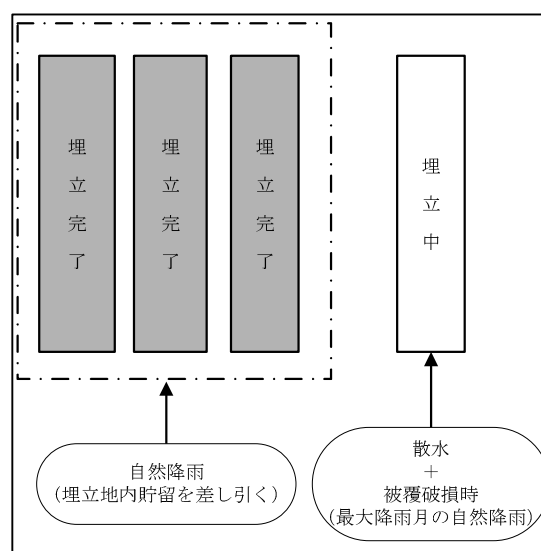 埋立完了
埋立完了
埋立完了
埋立中
自然降雨
(埋立地内貯留を差し引く)
散水
+
被覆破損時
(最大降雨月の自然降雨)